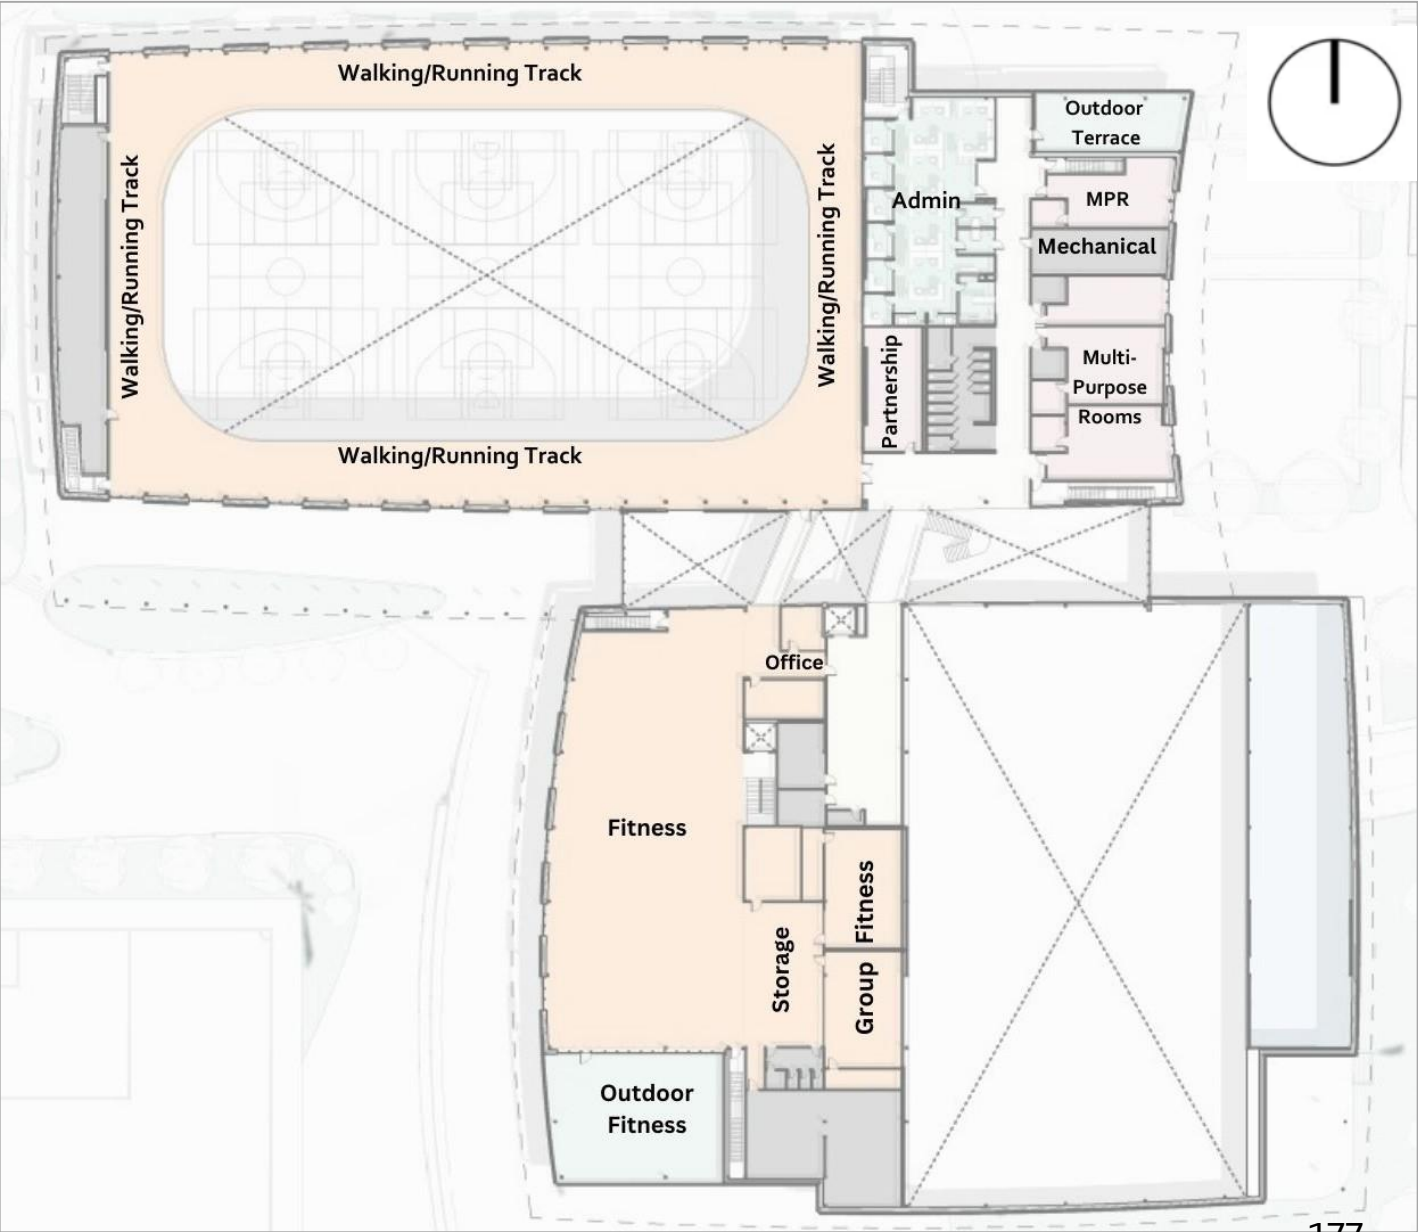 Walking/Running Track
Outdoor
Terrace
Walking/Running Track
Walking/Running Track
Admin
MPR
Mechanical
Partnership
Multi-
Purpose
Rooms
Walking/Running Track
Office
Fitness
Fitness
Storage
Group
Outdoor
Fitness
177